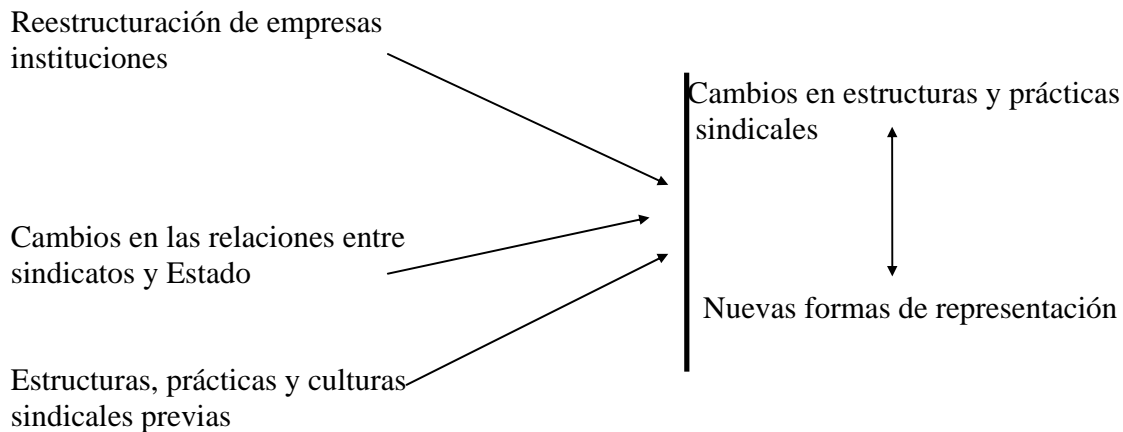 Reestructuración de empresas
instituciones
Cambios en estructuras y prácticas
sindicales
Cambios en las relaciones entre
sindicatos y Estado
Nuevas formas de representación
Estructuras, prácticas y culturas
sindicales previas